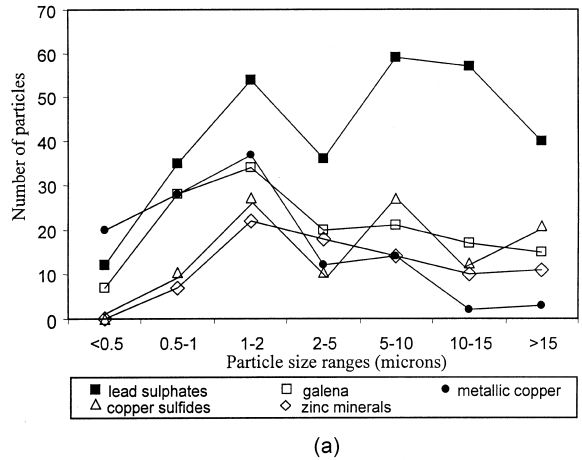 70
60
50
40
30
20
10
0
Number of particles
<0.5 0.5-1 1-2 2-5 5-10 10-15 >15
Particle size ranges (microns)
lead sulphates galena metallic copper
copper sulfides zinc minerals
(a)